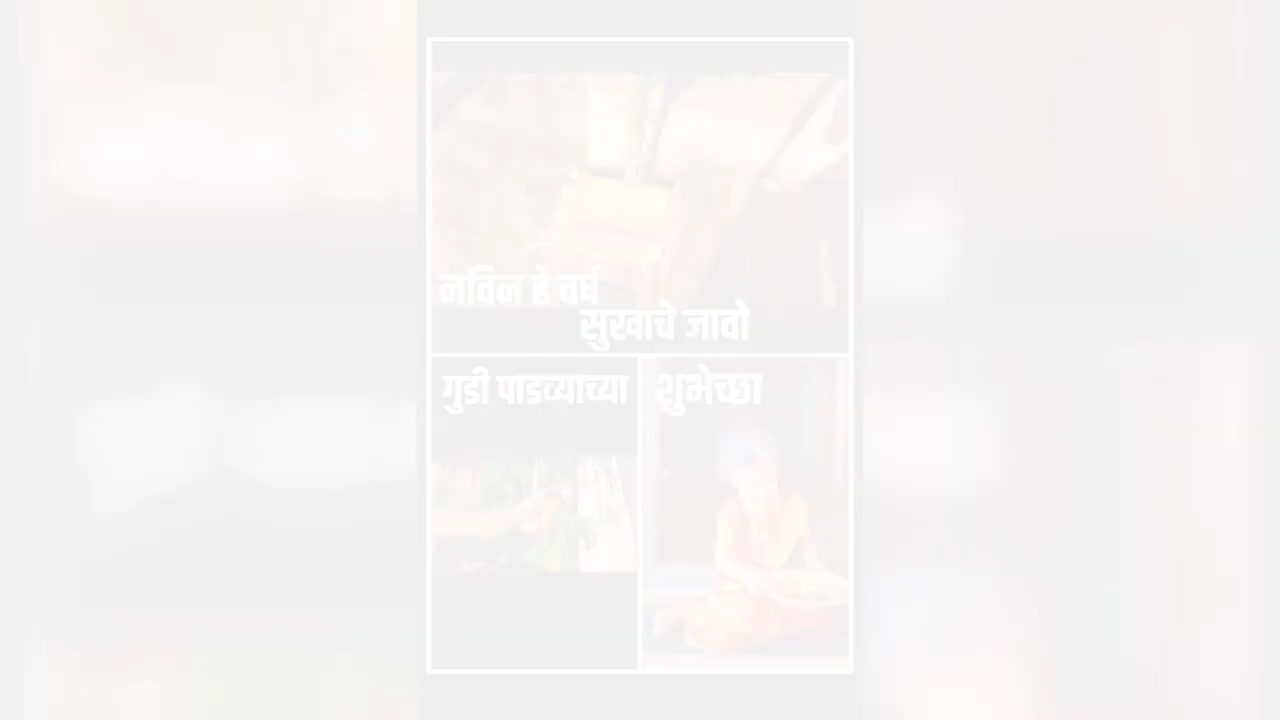 नविन हे वर्ष
सुखाचे जावो
गुडी पाडव्याच्या
शुभेच्छा